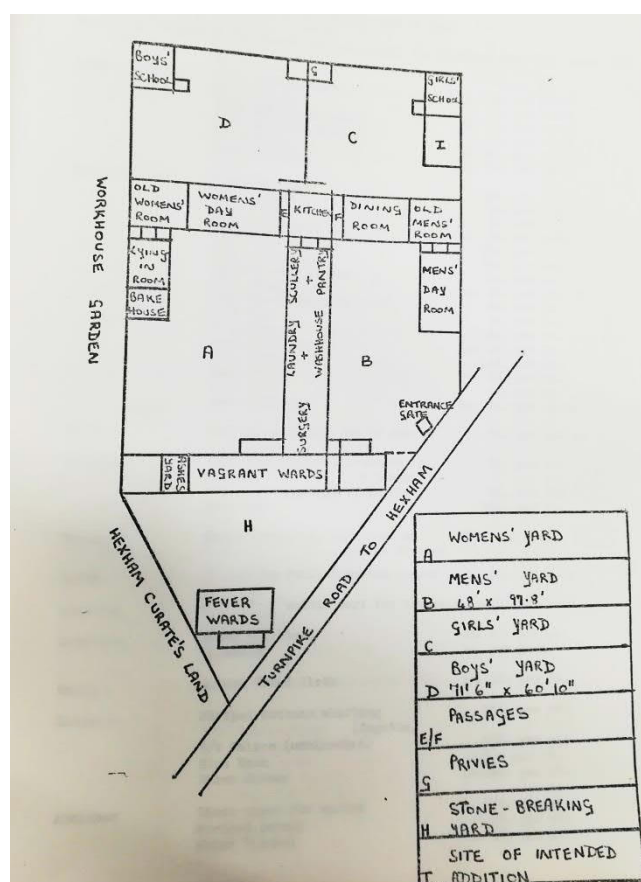 BOYS'
SCHOOL
G
GIRLS'
SCHOOL
D
C
I
OLD
WOMENS'
ROOM
WOMENS'
DAY
ROOM
E
KITCHEN
F
DINING
ROOM
OLD
MENS'
ROOM
LYING
IN
ROOM
BAKE
HOUSE
MENS'
DAY
ROOM
WORKHOUSE GARDEN
SURGERY
LAUNDRY + SCULLERY
+
WASHHOUSE PANTRY
A
B
ENTRANCE
GATE
ASHES
YARD
VAGRANT WARDS
H
FEVER
WARDS
HEXHAM CURATE'S LAND
TURNPIKE ROAD TO HEXHAM
A WOMENS' YARD
MENS' YARD
B 48' x 97.8'
C GIRLS' YARD
BOYS' YARD
D 71'6" x 60'10"
E/F PASSAGES
G PRIVIES
STONE-BREAKING
H YARD
SITE OF INTENDED
I ADDITION